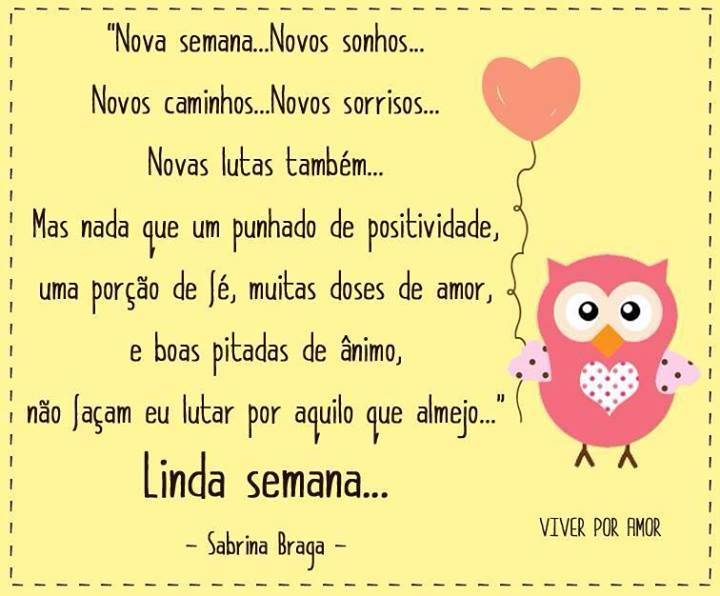 "Nova semana...Novos sonhos...
Novos caminhos...Novos sorrisos...
Novas lutas também...
Mas nada que um punhado de positividade,
uma porção de fé, muitas doses de amor,
e boas pitadas de ânimo,
não façam eu lutar por aquilo que almejo..."
Linda semana...
- Sabrina Braga -
VIVER POR AMOR